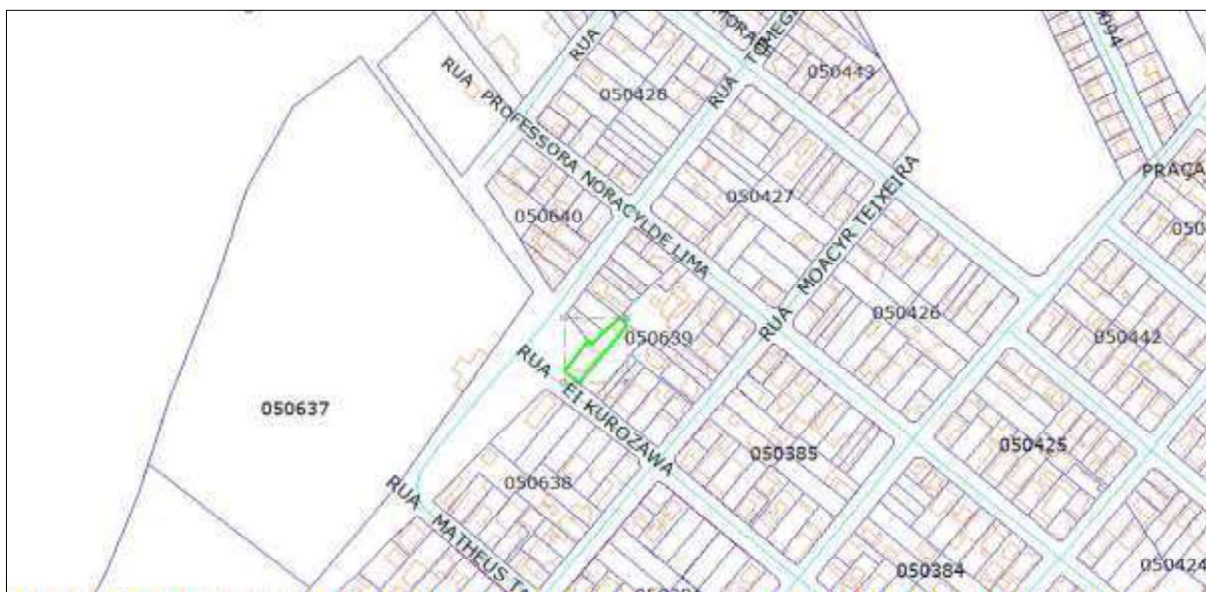 050443
RUA
050428
RUA
RUA PROFESSORA NORACYLDE LIMA
PRAÇA
050427
050640
RUA MOACYR TEIXEIRA
050426
050639
050442
RUA EI KUROZAWA
050637
050425
050385
050638
RUA MATHEUS
050424
050384